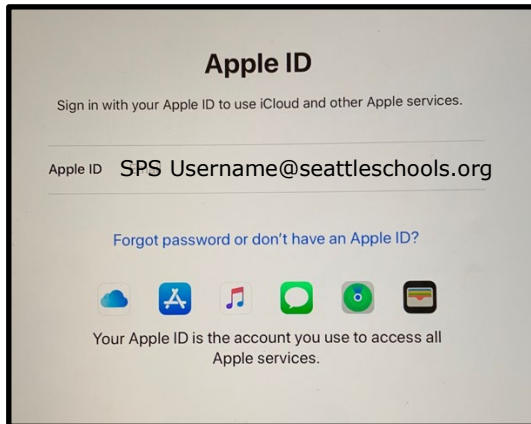 Apple ID
Sign in with your Apple ID to use iCloud and other Apple services.
Apple ID SPS Username@seattleschools.org
Forgot password or don't have an Apple ID?
Your Apple ID is the account you use to access all
Apple services.